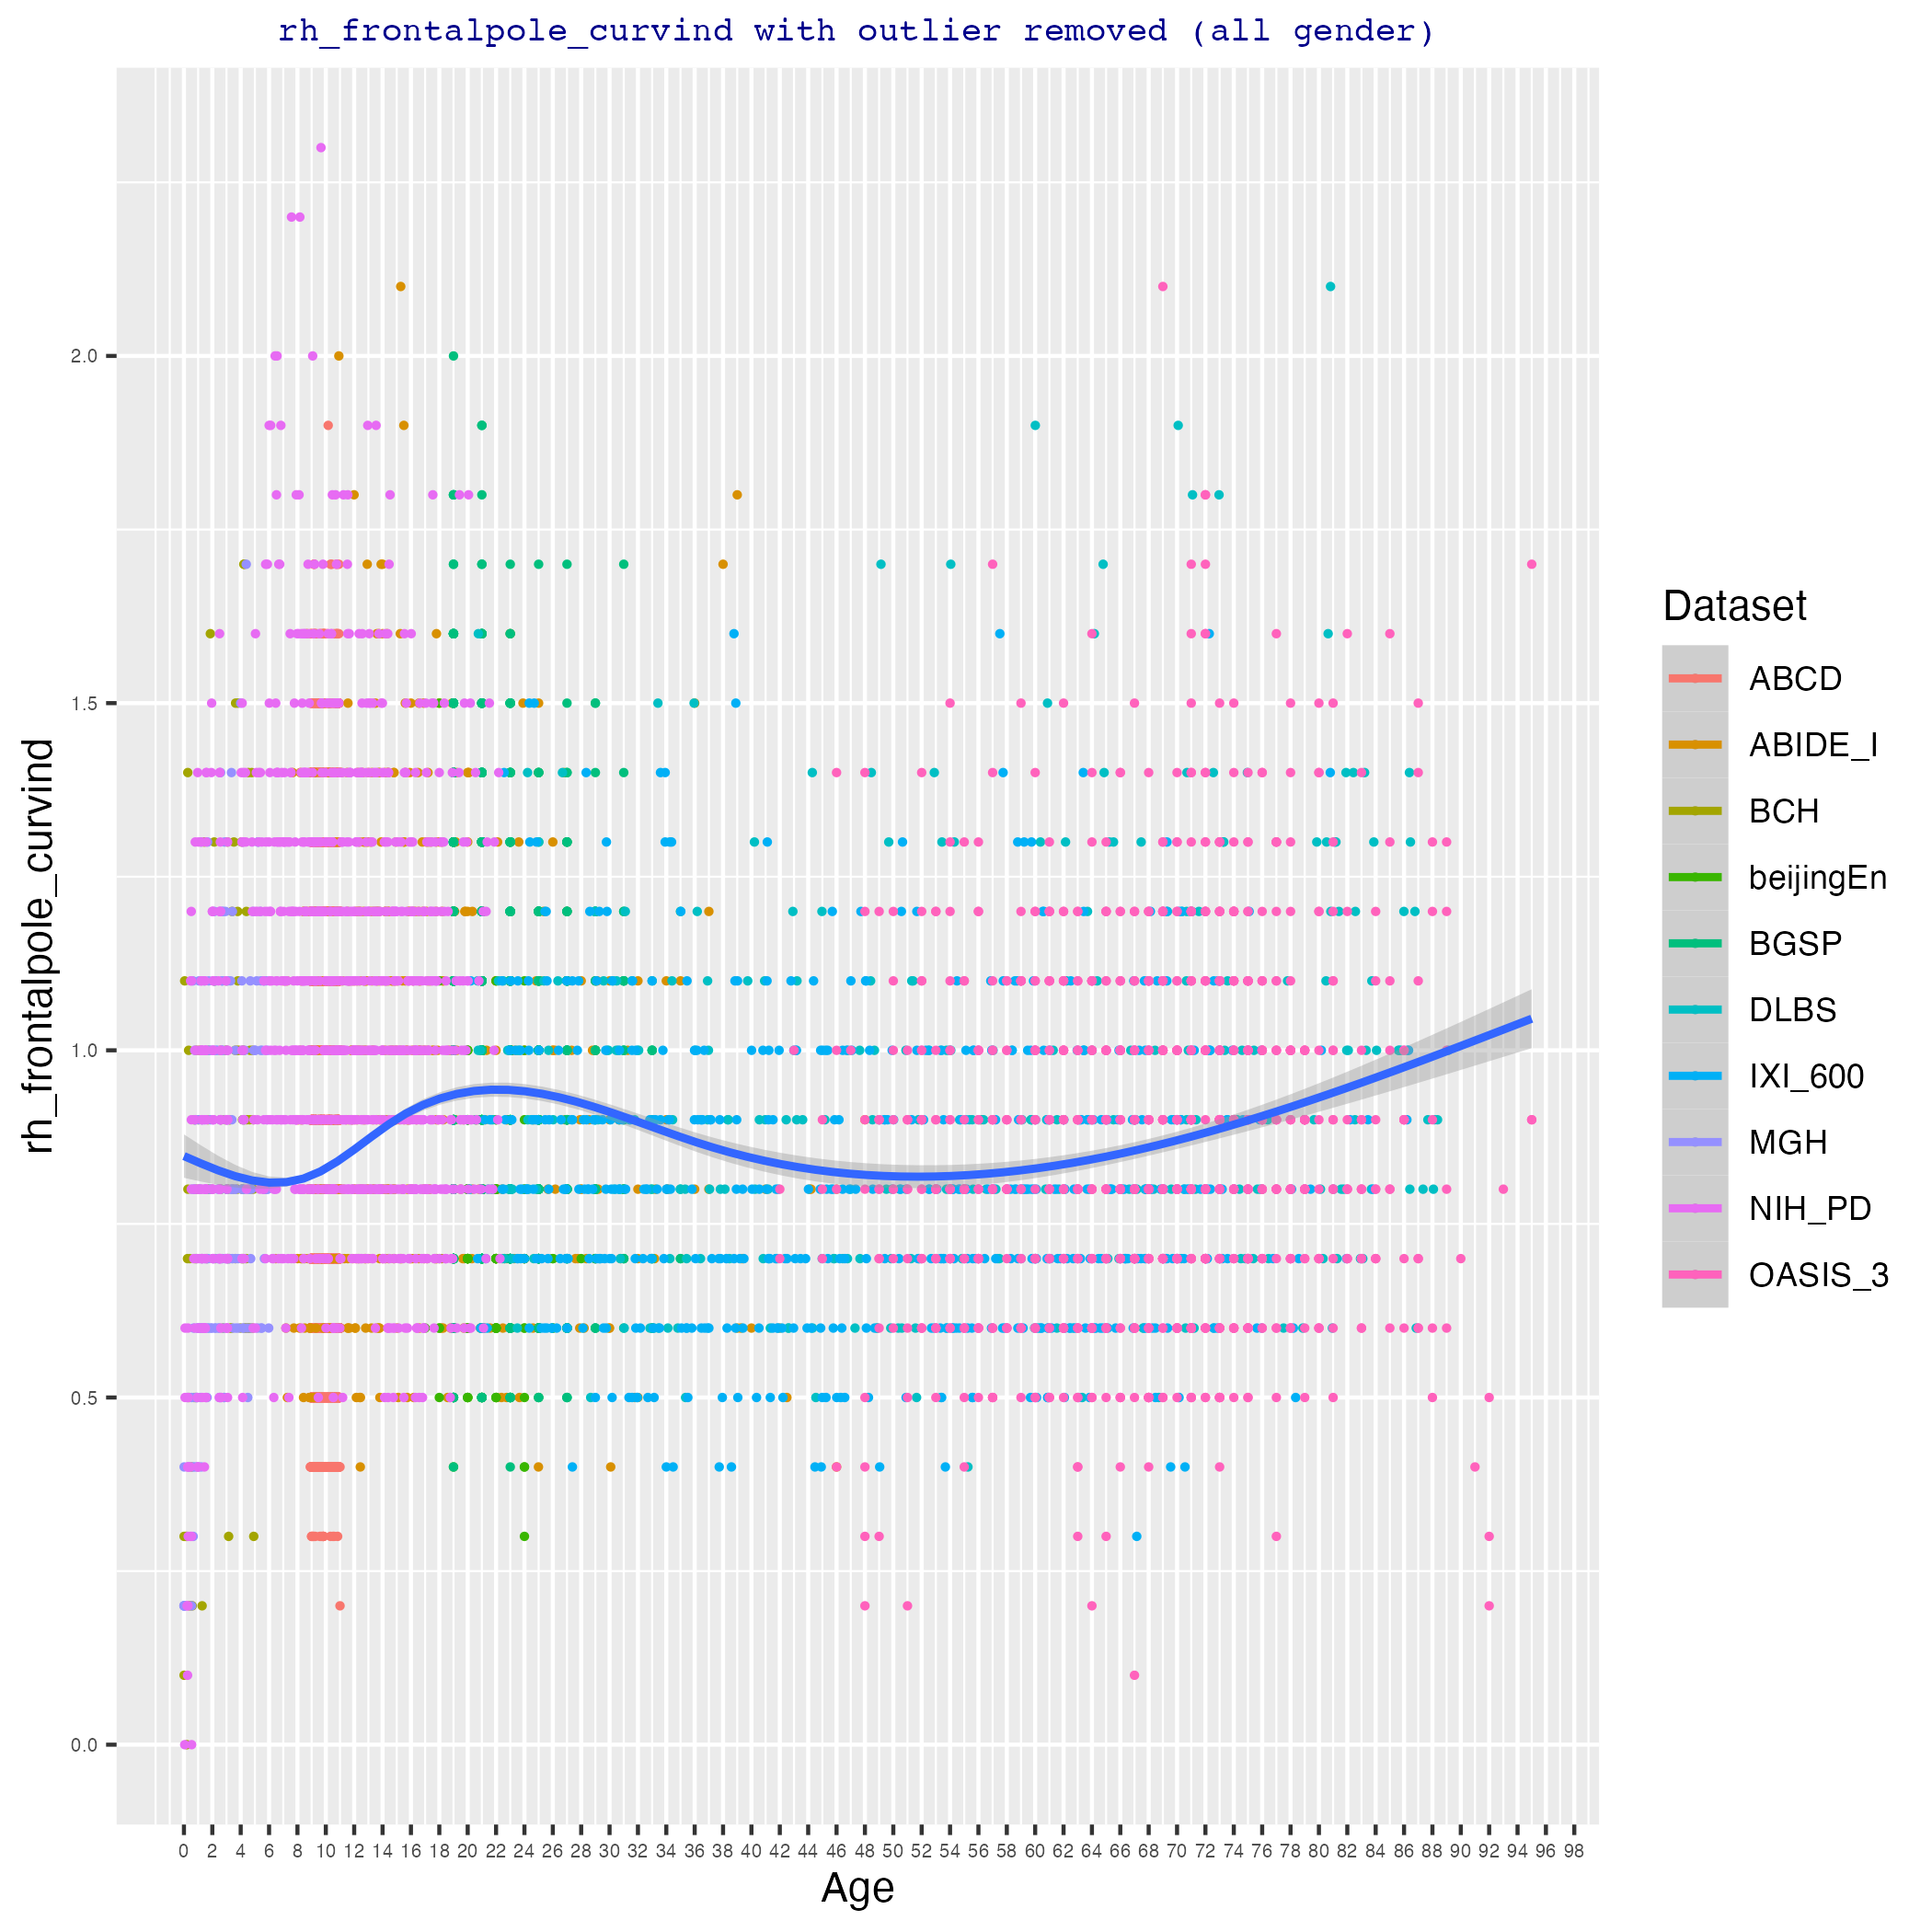 rh_frontalpole_curvind with outlier removed (all gender)
rh_frontalpole_curvind
2.0
1.5
1.0
0.5
0.0
0 2 4 6 8 10 12 14 16 18 20 22 24 26 28 30 32 34 36 38 40 42 44 46 48 50 52 54 56 58 60 62 64 66 68 70 72 74 76 78 80 82 84 86 88 90 92 94 96 98
Age
Dataset
ABCD
ABIDE_I
BCH
beijingEn
BGSP
DLBS
IXI_600
MGH
NIH_PD
OASIS_3